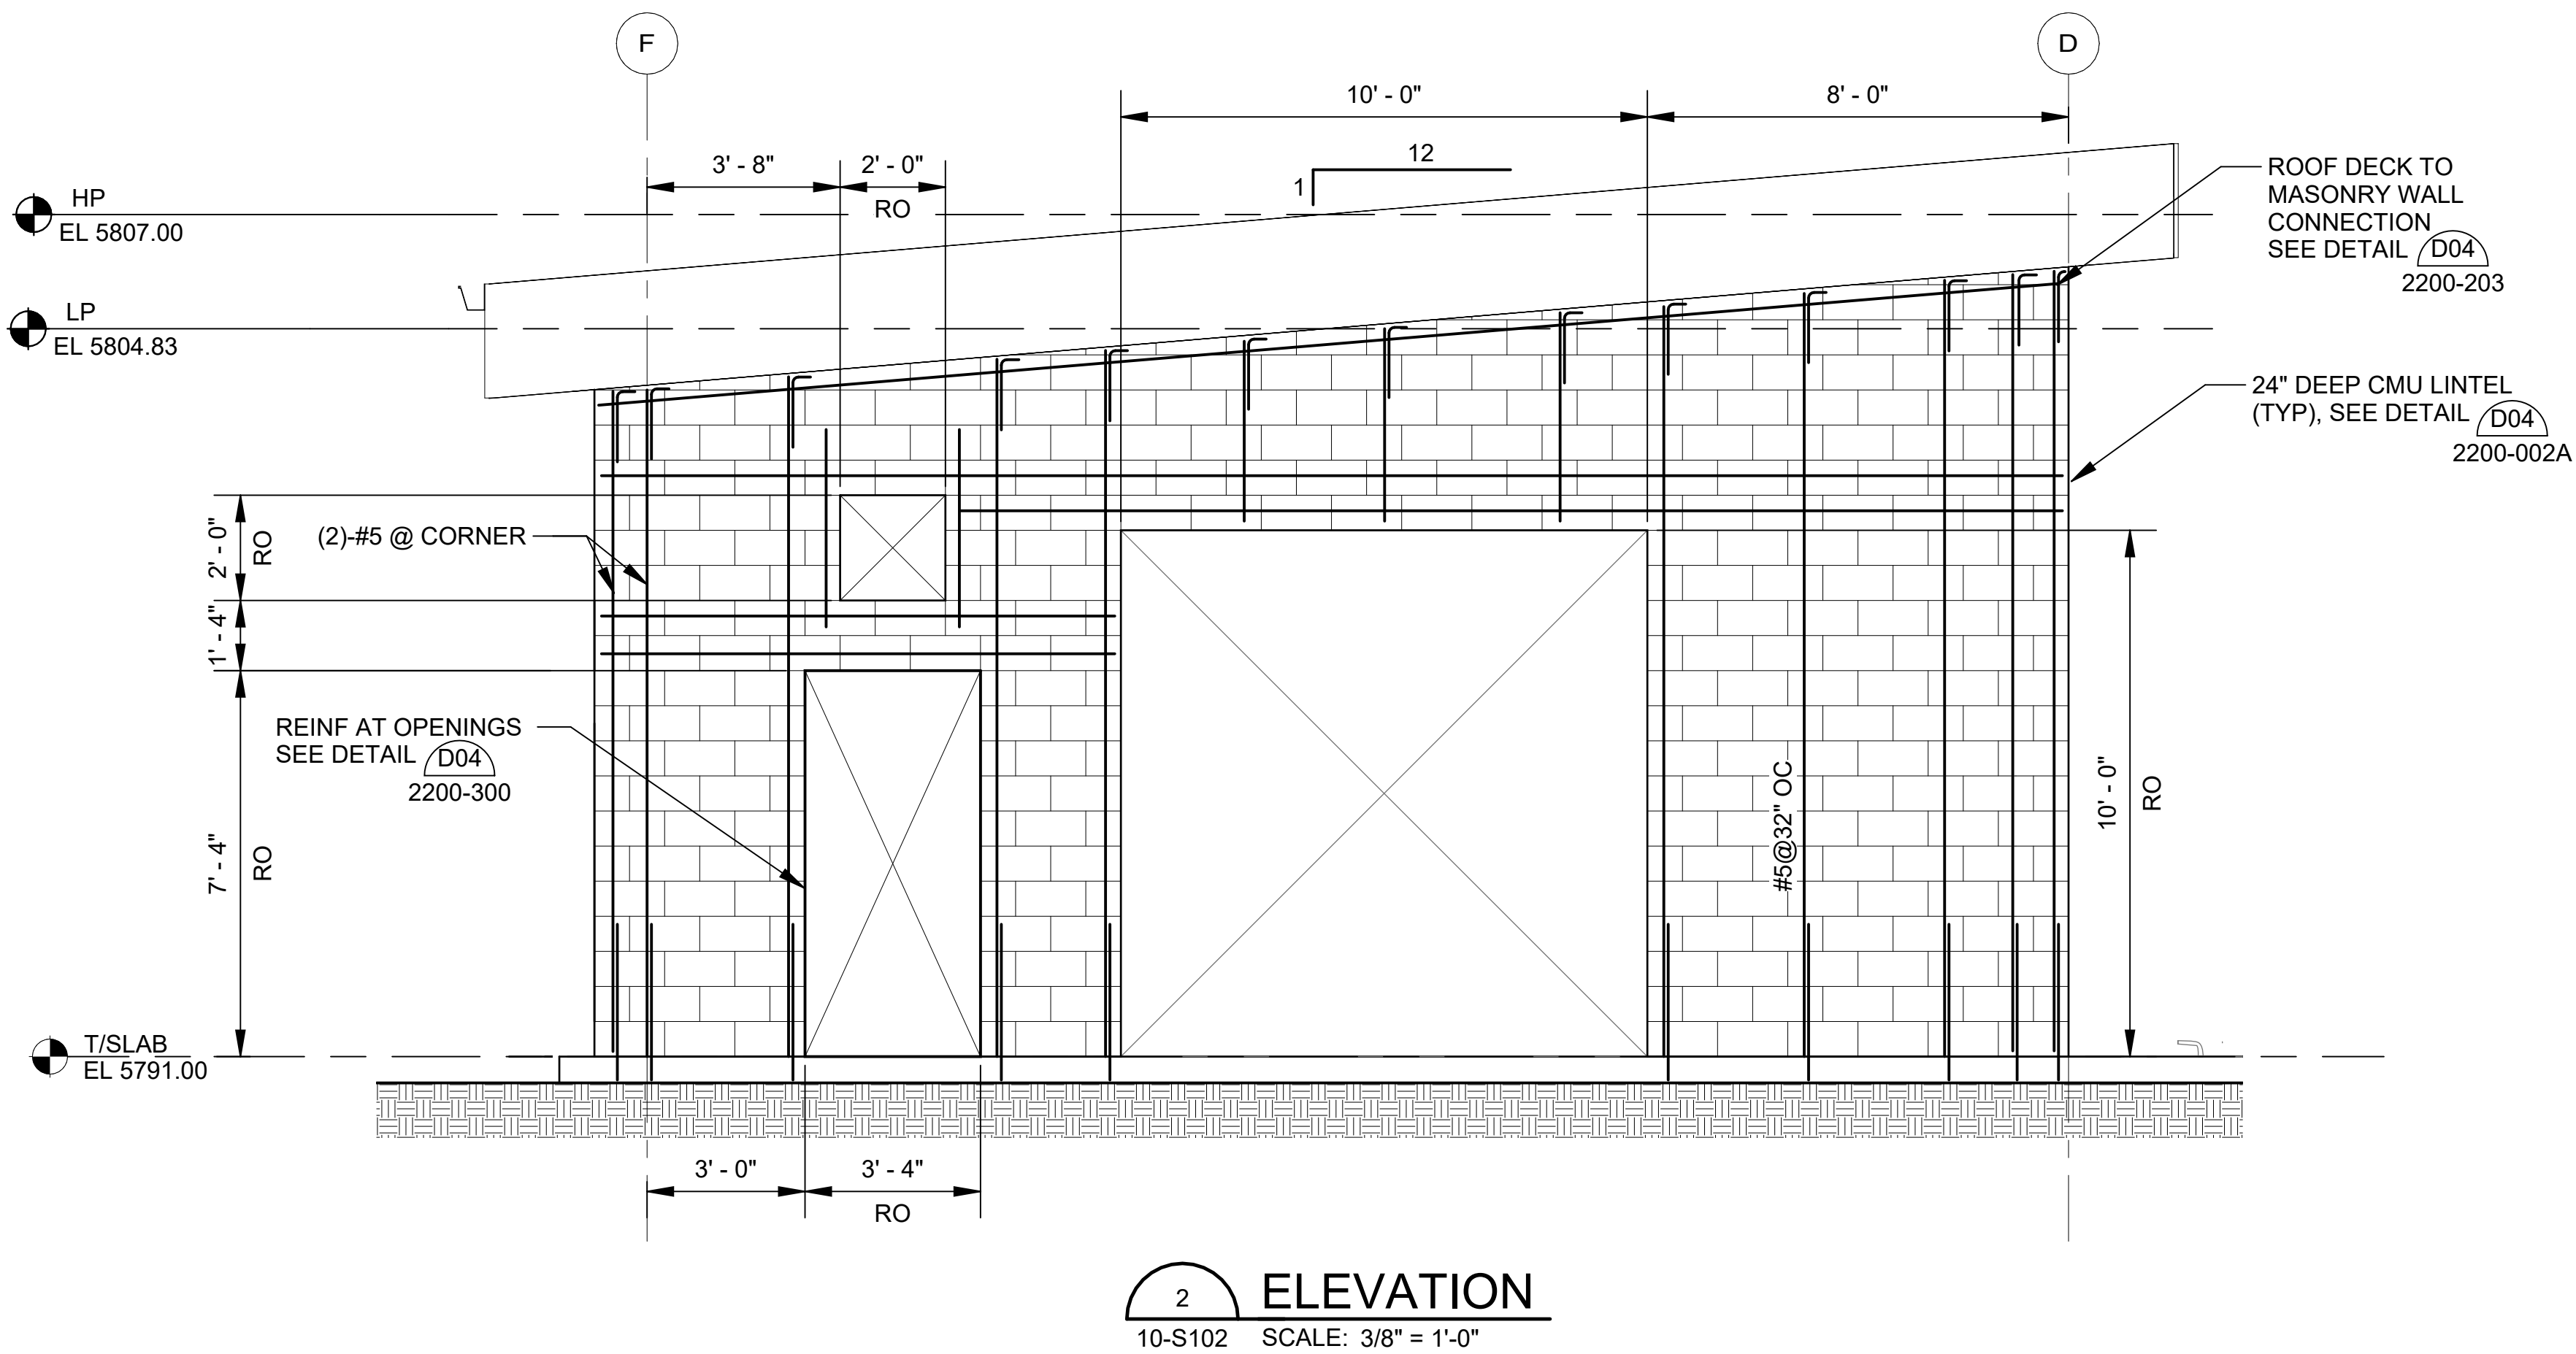 F
D
10' - 0"
8' - 0"
3' - 8"
2' - 0"
RO
12
1
HP
EL 5807.00
LP
EL 5804.83
ROOF DECK TO
MASONRY WALL
CONNECTION
SEE DETAIL D04
2200-203
24" DEEP CMU LINTEL
(TYP), SEE DETAIL D04
2200-002A
(2)-#5 @ CORNER
2' - 0"
RO
1' - 4"
7' - 4"
RO
REINF AT OPENINGS
SEE DETAIL D04
2200-300
#5@32" OC
10' - 0"
RO
T/SLAB
EL 5791.00
3' - 0"
3' - 4"
RO
2 ELEVATION
10-S102 SCALE: 3/8" = 1'-0"